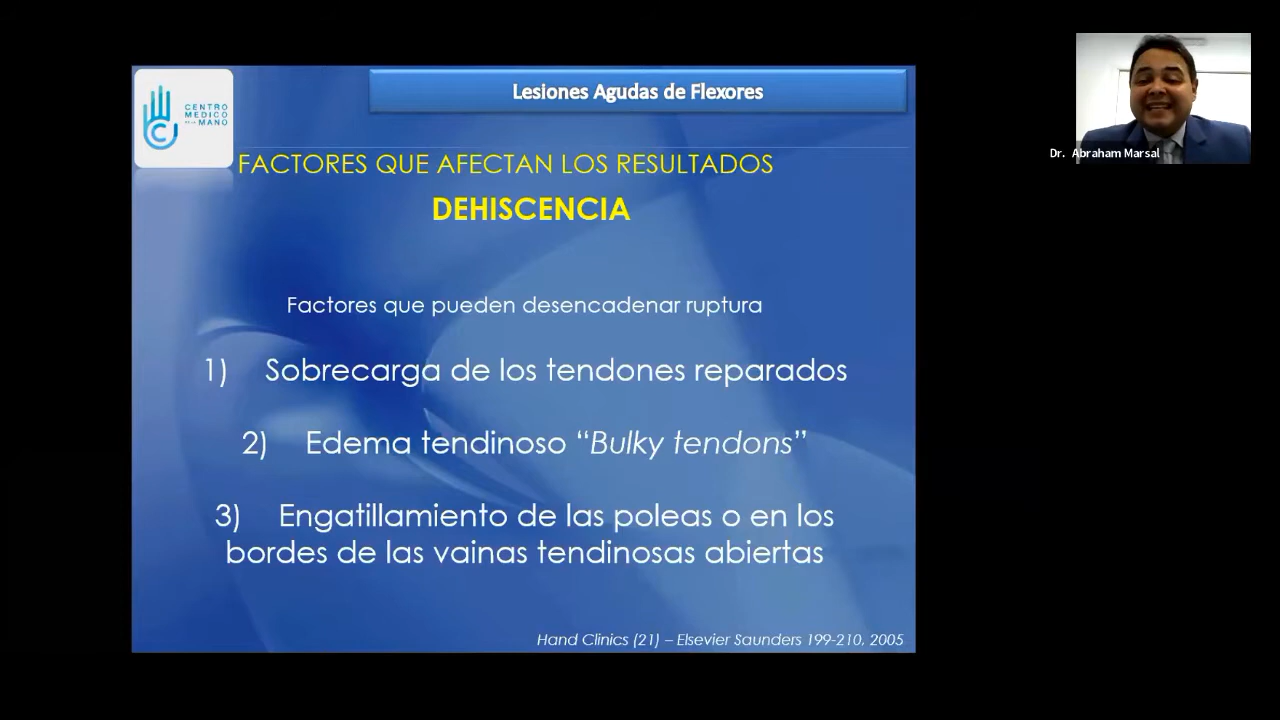 Lesiones Agudas de Flexores
CENTRO
MEDICO
DE LA MANO
FACTORES QUE AFECTAN LOS RESULTADOS
DEHISCENCIA
Dr. Abraham Marsal
Factores que pueden desencadenar ruptura
1) Sobrecarga de los tendones reparados
2) Edema tendinoso “Bulky tendons”
3) Engatillamiento de las poleas o en los
bordes de las vainas tendinosas abiertas
Hand Clinics (21) – Elsevier Saunders 199-210, 2005